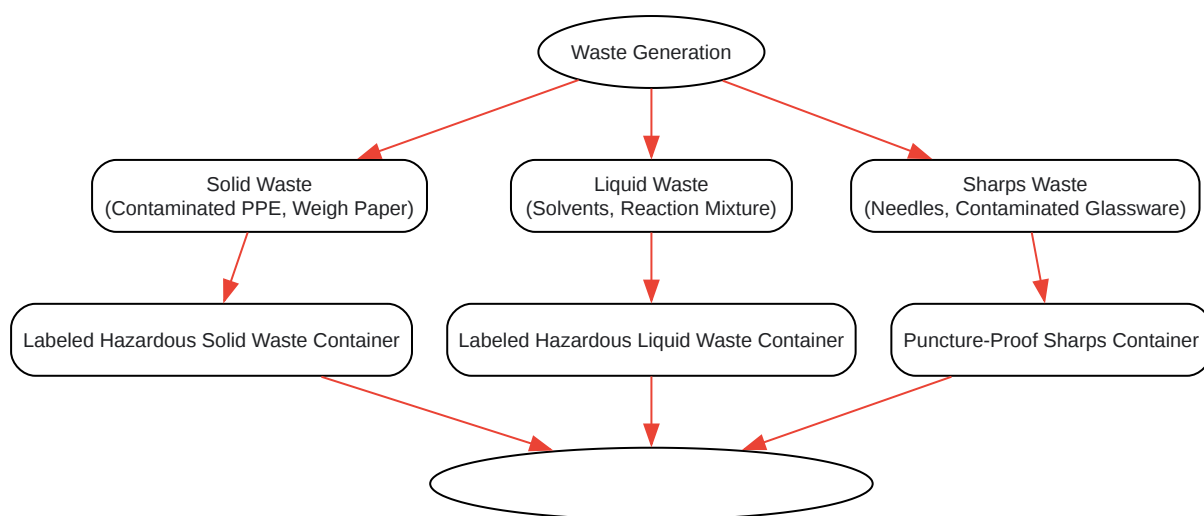 Waste Generation
Solid Waste
(Contaminated PPE, Weigh Paper)
Liquid Waste
(Solvents, Reaction Mixture)
Sharps Waste
(Needles, Contaminated Glassware)
Labeled Hazardous Solid Waste Container
Labeled Hazardous Liquid Waste Container
Puncture-Proof Sharps Container